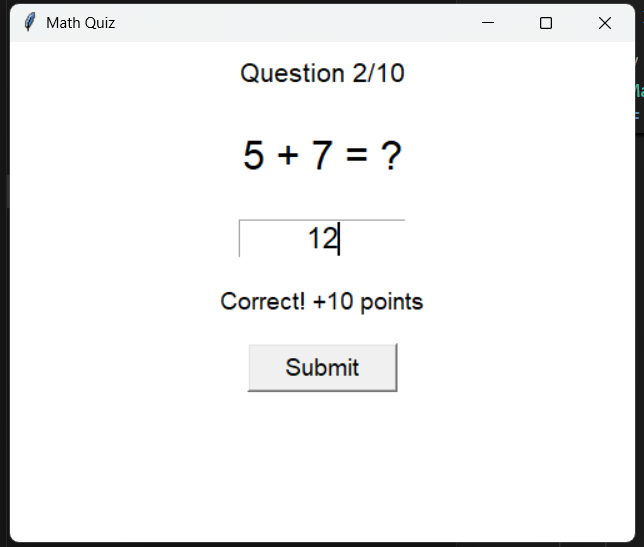 Math Quiz
Question 2/10
5 + 7 = ?
12
Correct! +10 points
Submit